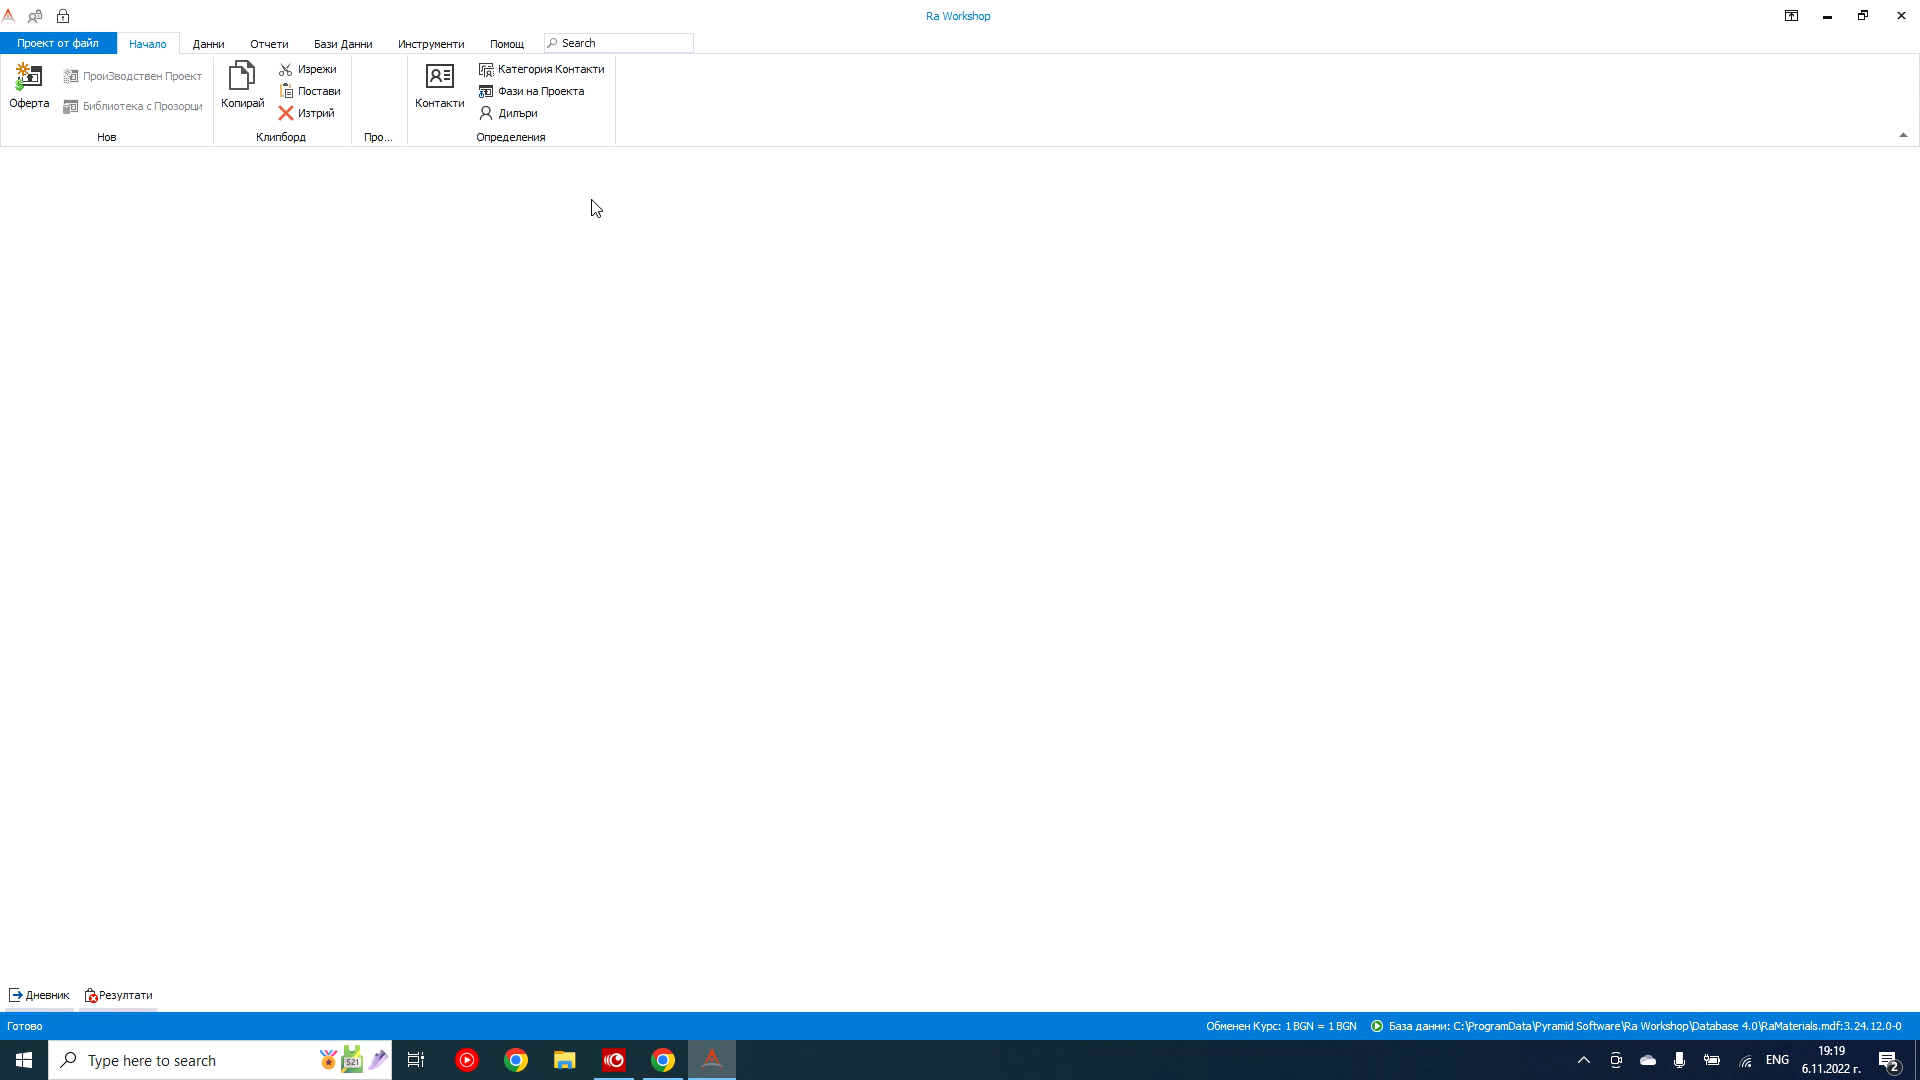 Ra Workshop
Проект от файл Начало Данни Отчети Бази Данни Инструменти Помощ Search
Оферта
ПроиЗводствен Проект
Библиотека с Прозорци
Нов
Копирай
Изрежи
Постави
Изтрий
Клипборд
Про...
Контакти
Категория Контакти
Фази на Проекта
Дилъри
Определения
Дневник Резултати
Готово Обменен Курс: 1 BGN = 1 BGN База данни: C:\ProgramData\Pyramid Software\Ra Workshop\Database 4.0\RaMaterials.mdf:3.24.12.0-0
Type here to search
S21
ENG
19:19
6.11.2022 г.
2